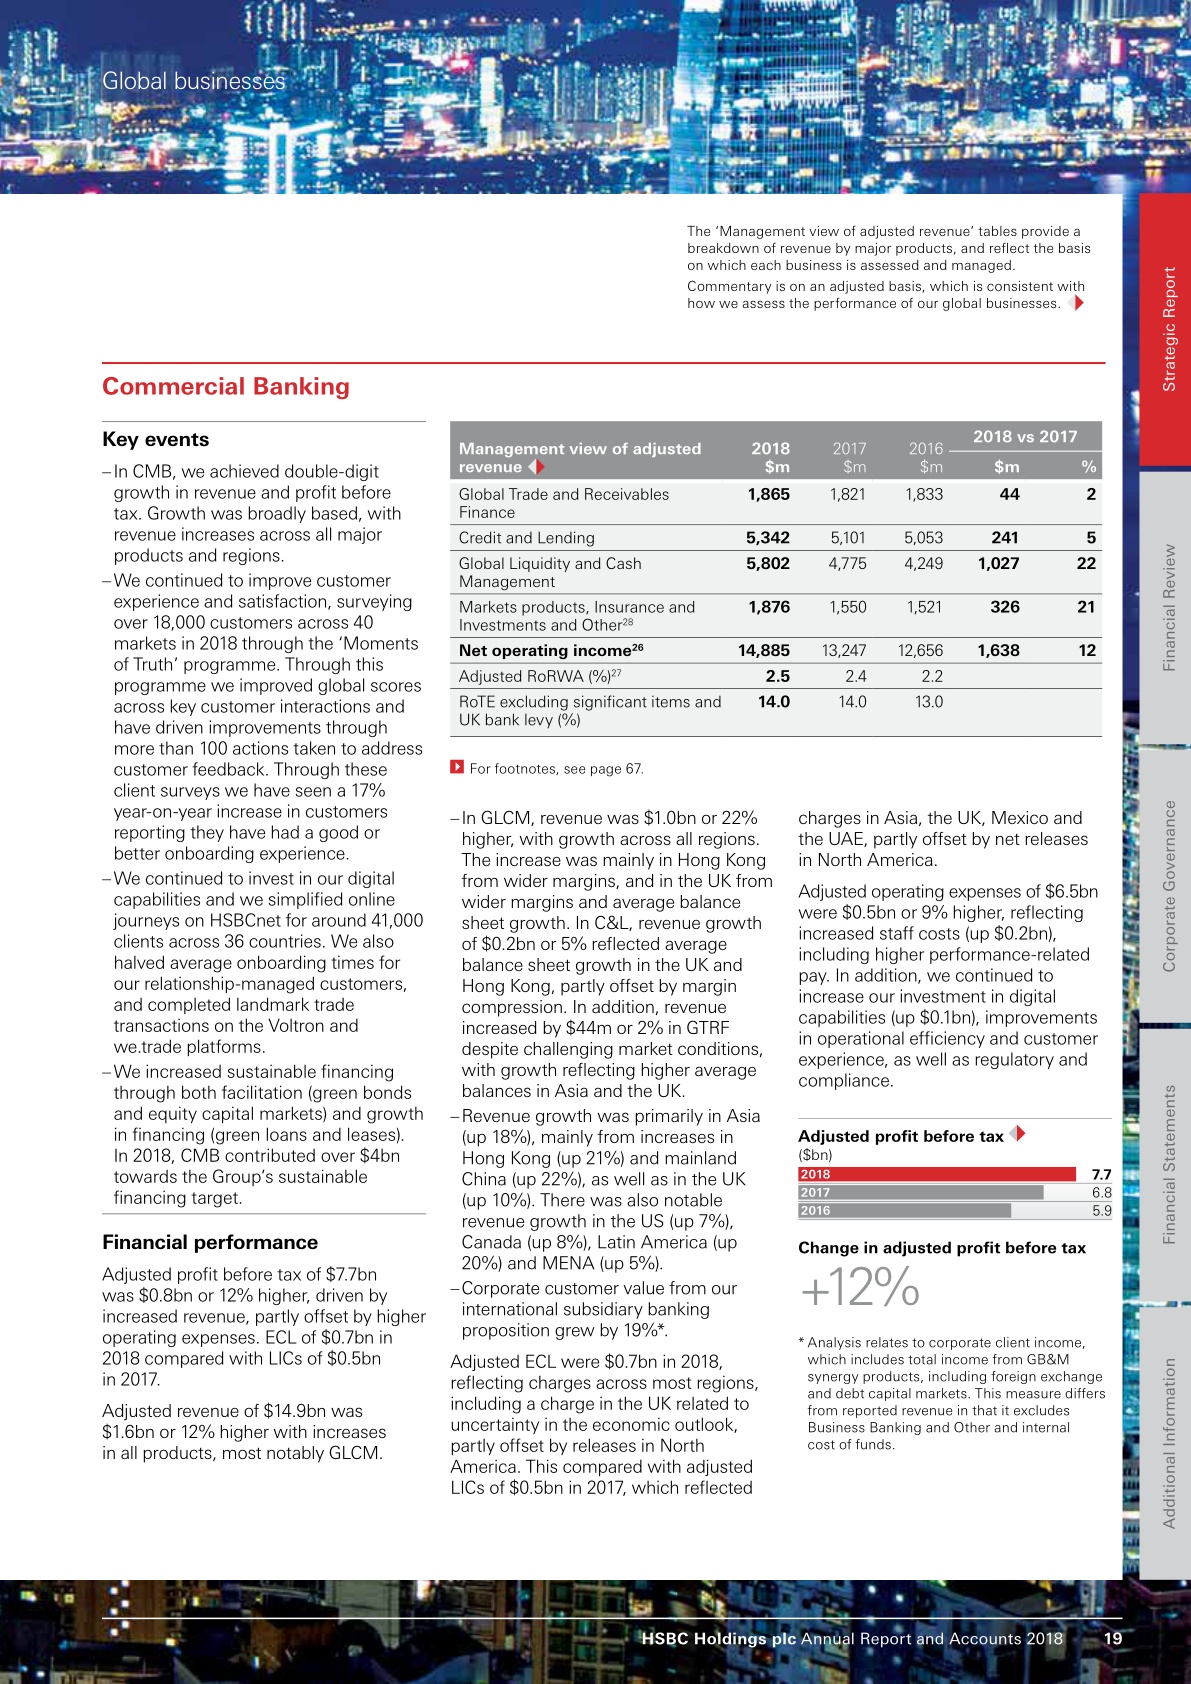 Global businesses
The ‘Management view of adjusted revenue’ tables provide a
breakdown of revenue by major products, and reflect the basis
on which each business is assessed and managed.
Commentary is on an adjusted basis, which is consistent with
how we assess the performance of our global businesses.
Commercial Banking
Key events
– In CMB, we achieved double-digit
growth in revenue and profit before
tax. Growth was broadly based, with
revenue increases across all major
products and regions.
– We continued to improve customer
experience and satisfaction, surveying
over 18,000 customers across 40
markets in 2018 through the ‘Moments
of Truth’ programme. Through this
programme we improved global scores
across key customer interactions and
have driven improvements through
more than 100 actions taken to address
customer feedback. Through these
client surveys we have seen a 17%
year-on-year increase in customers
reporting they have had a good or
better onboarding experience.
– We continued to invest in our digital
capabilities and we simplified online
journeys on HSBCnet for around 41,000
clients across 36 countries. We also
halved average onboarding times for
our relationship-managed customers,
and completed landmark trade
transactions on the Voltron and
we.trade platforms.
– We increased sustainable financing
through both facilitation (green bonds
and equity capital markets) and growth
in financing (green loans and leases).
In 2018, CMB contributed over $4bn
towards the Group’s sustainable
financing target.
Financial performance
Adjusted profit before tax of $7.7bn
was $0.8bn or 12% higher, driven by
increased revenue, partly offset by higher
operating expenses. ECL of $0.7bn in
2018 compared with LICs of $0.5bn
in 2017.
Adjusted revenue of $14.9bn was
$1.6bn or 12% higher with increases
in all products, most notably GLCM.
2018 vs 2017
Management view of adjusted 2018 2017 2016
revenue $m $m $m $m %
Global Trade and Receivables 1,865 1,821 1,833 44 2
Finance
Credit and Lending 5,342 5,101 5,053 241 5
Global Liquidity and Cash 5,802 4,775 4,249 1,027 22
Management
Markets products, Insurance and 1,876 1,550 1,521 326 21
Investments and Other28
Net operating income26 14,885 13,247 12,656 1,638 12
Adjusted RoRWA (%)27 2.5 2.4 2.2
RoTE excluding significant items and 14.0 14.0 13.0
UK bank levy (%)
For footnotes, see page 67.
– In GLCM, revenue was $1.0bn or 22%
higher, with growth across all regions.
The increase was mainly in Hong Kong
from wider margins, and in the UK from
wider margins and average balance
sheet growth. In C&L, revenue growth
of $0.2bn or 5% reflected average
balance sheet growth in the UK and
Hong Kong, partly offset by margin
compression. In addition, revenue
increased by $44m or 2% in GTRF
despite challenging market conditions,
with growth reflecting higher average
balances in Asia and the UK.
– Revenue growth was primarily in Asia
(up 18%), mainly from increases in
Hong Kong (up 21%) and mainland
China (up 22%), as well as in the UK
(up 10%). There was also notable
revenue growth in the US (up 7%),
Canada (up 8%), Latin America (up
20%) and MENA (up 5%).
– Corporate customer value from our
international subsidiary banking
proposition grew by 19%*.
Adjusted ECL were $0.7bn in 2018,
reflecting charges across most regions,
including a charge in the UK related to
uncertainty in the economic outlook,
partly offset by releases in North
America. This compared with adjusted
LICs of $0.5bn in 2017, which reflected
charges in Asia, the UK, Mexico and
the UAE, partly offset by net releases
in North America.
Adjusted operating expenses of $6.5bn
were $0.5bn or 9% higher, reflecting
increased staff costs (up $0.2bn),
including higher performance-related
pay. In addition, we continued to
increase our investment in digital
capabilities (up $0.1bn), improvements
in operational efficiency and customer
experience, as well as regulatory and
compliance.
Adjusted profit before tax
($bn)
2018 7.7
2017 6.8
2016 5.9
Change in adjusted profit before tax
+12%
* Analysis relates to corporate client income,
which includes total income from GB&M
synergy products, including foreign exchange
and debt capital markets. This measure differs
from reported revenue in that it excludes
Business Banking and Other and internal
cost of funds.
Strategic Report
Financial Review
Corporate Governance
Financial Statements
Additional Information
HSBC Holdings plc Annual Report and Accounts 2018 19